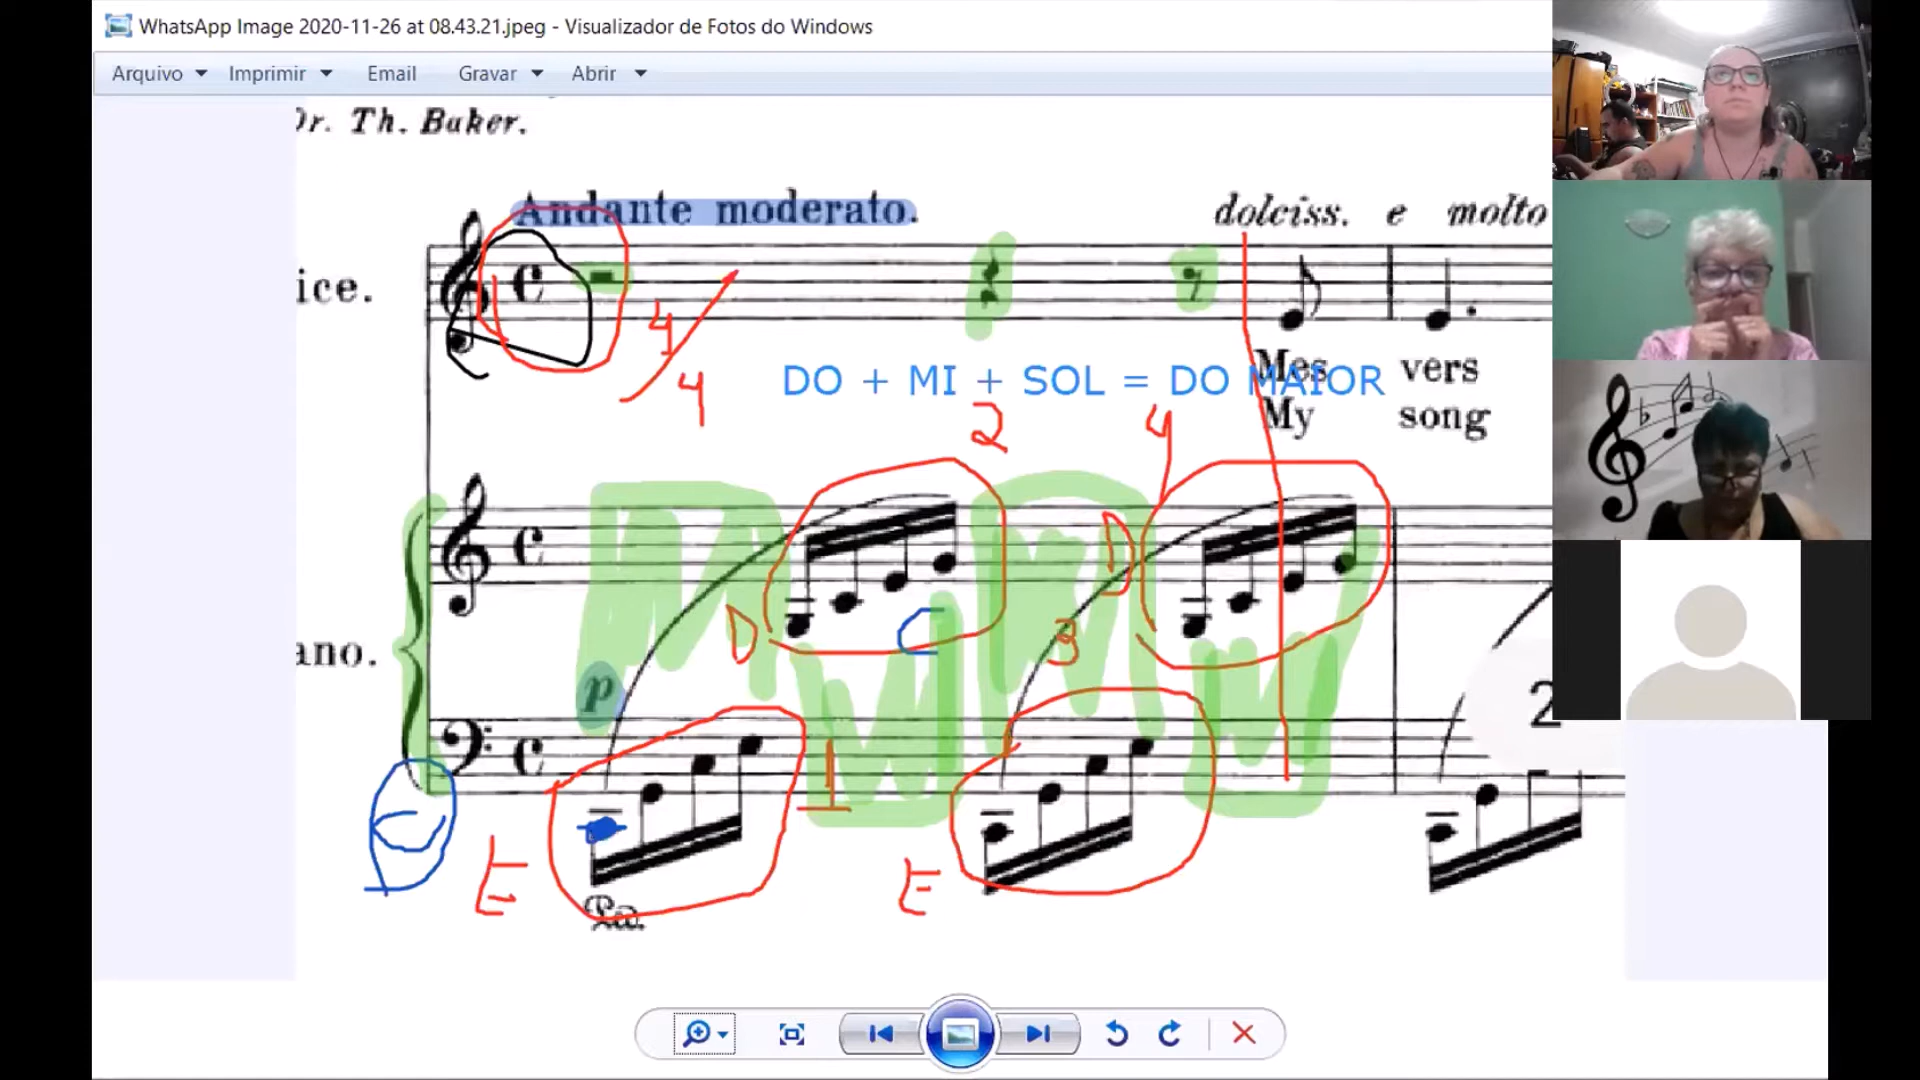 WhatsApp Image 2020-11-26 at 08.43.21.jpeg - Visualizador de Fotos do Windows
Arquivo Imprimir Email Gravar Abrir
Dr. Th. Baker.
Andante moderato.
dolciss. e molto
ice.
4/4
DO + MI + SOL = DO MAIOR
Mes vers
My song
2 4
D D
3
ano.
p
2
1
E E
Ped.